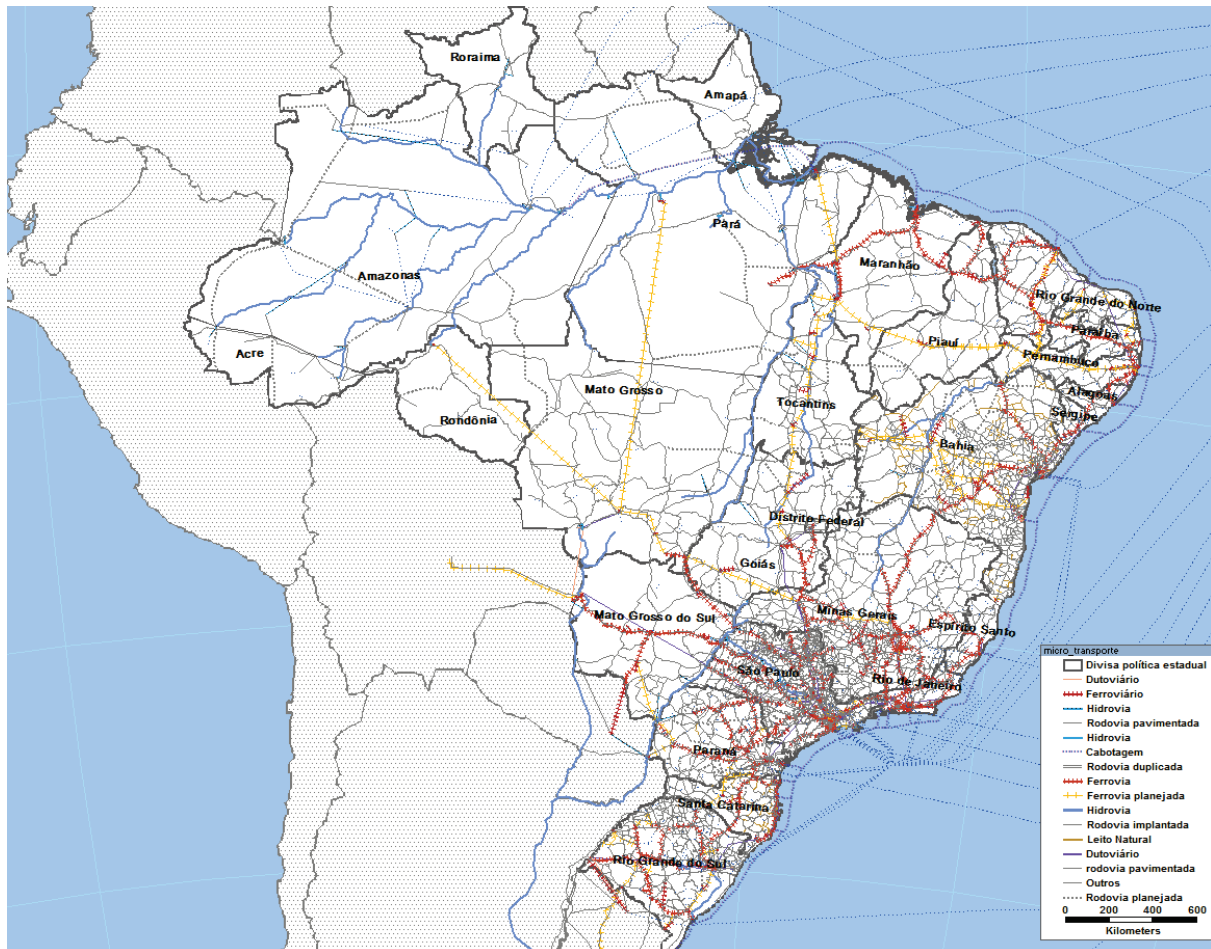 Roraima
Amapá
Pará
Amazonas
Maranhão
Rio Grande do Norte
Paraíba
Piauí
Pernambuco
Acre
Mato Grosso
Tocantins
Alagoas
Sergipe
Rondônia
Bahia
Distrito Federal
Goiás
Mato Grosso do Sul
Minas Gerais
Espírito Santo
São Paulo
Rio de Janeiro
Paraná
Santa Catarina
Rio Grande do Sul
micro_transporte
Divisa política estadual
Dutoviário
Ferroviário
Hidrovia
Rodovia pavimentada
Hidrovia
Cabotagem
Rodovia duplicada
Ferrovia
Ferrovia planejada
Hidrovia
Rodovia implantada
Leito Natural
Dutoviário
rodovia pavimentada
Outros
Rodovia planejada
0 200 400 600
Kilometers